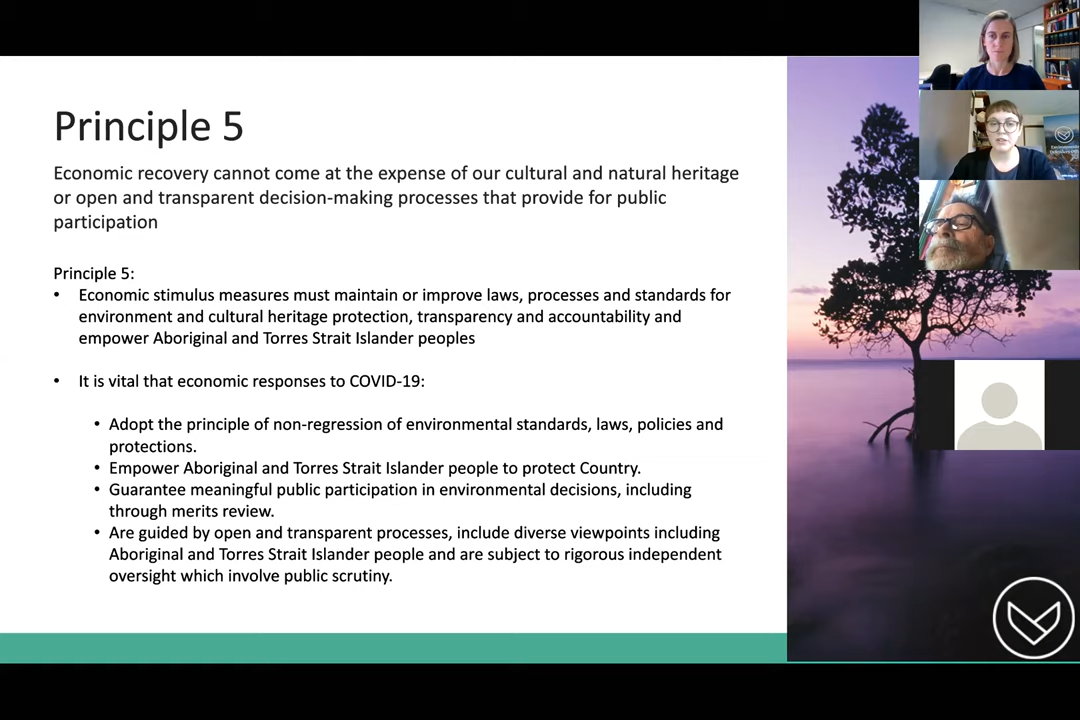 Principle 5
Economic recovery cannot come at the expense of our cultural and natural heritage
or open and transparent decision-making processes that provide for public
participation
Principle 5:
• Economic stimulus measures must maintain or improve laws, processes and standards for
environment and cultural heritage protection, transparency and accountability and
empower Aboriginal and Torres Strait Islander peoples
• It is vital that economic responses to COVID-19:
• Adopt the principle of non-regression of environmental standards, laws, policies and
protections.
• Empower Aboriginal and Torres Strait Islander people to protect Country.
• Guarantee meaningful public participation in environmental decisions, including
through merits review.
• Are guided by open and transparent processes, include diverse viewpoints including
Aboriginal and Torres Strait Islander people and are subject to rigorous independent
oversight which involve public scrutiny.